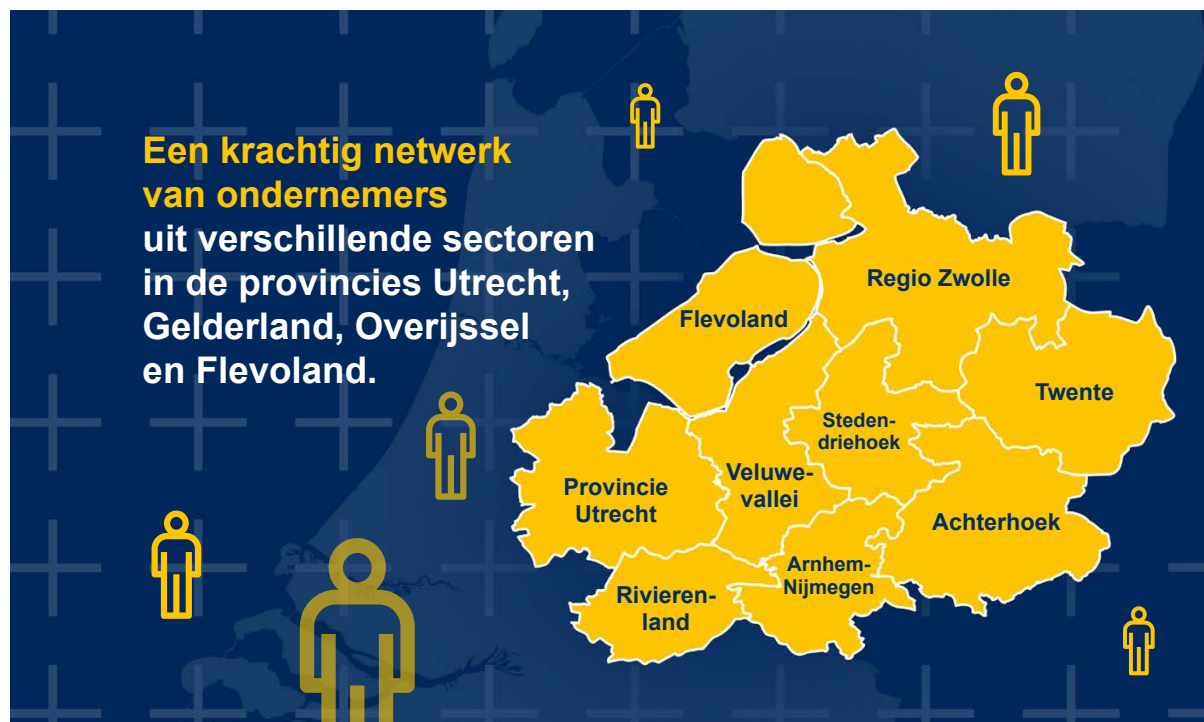 Een krachtig netwerk
van ondernemers
uit verschillende sectoren
in de provincies Utrecht,
Gelderland, Overijssel
en Flevoland.
Regio Zwolle
Flevoland
Twente
Steden-
driehoek
Veluwe-
vallei
Provincie
Utrecht
Achterhoek
Arnhem-
Nijmegen
Rivieren-
land